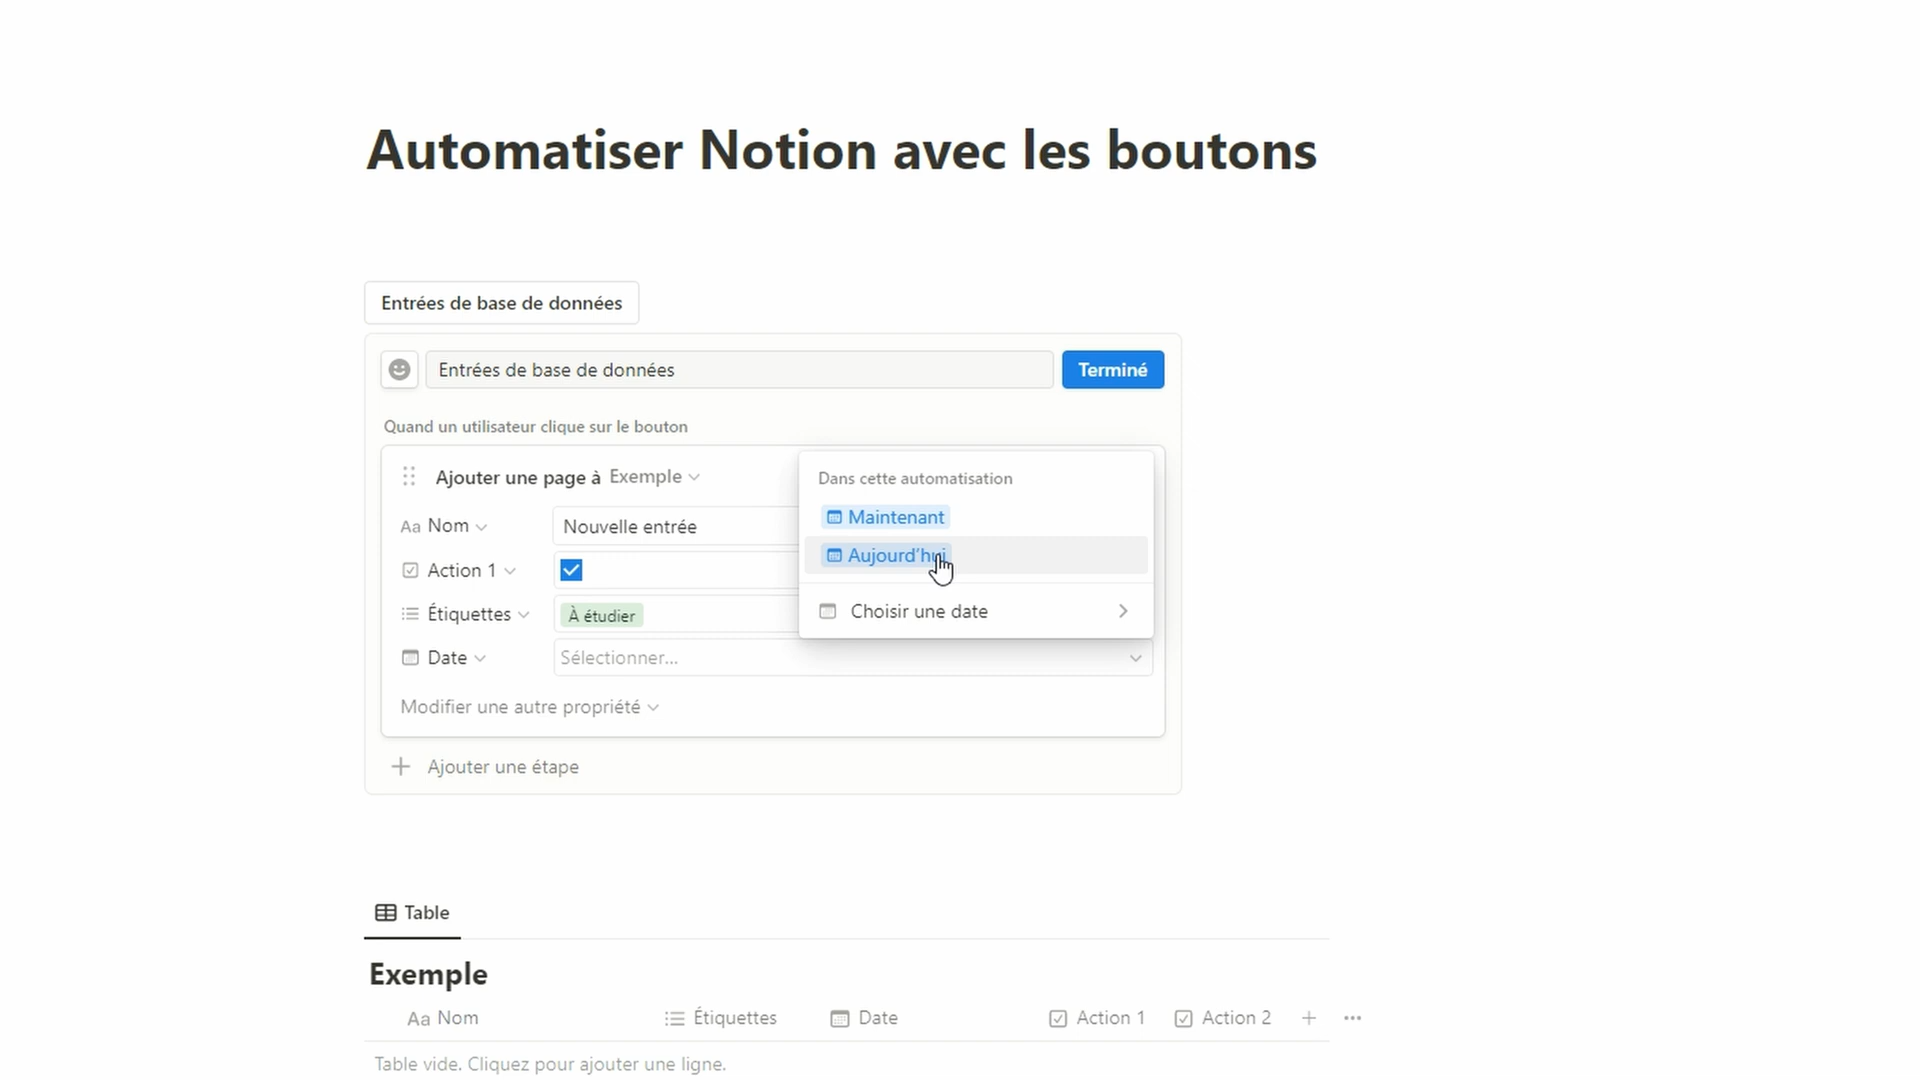 Automatiser Notion avec les boutons
Entrées de base de données
Entrées de base de données
Terminé
Quand un utilisateur clique sur le bouton
Ajouter une page à Exemple
Dans cette automatisation
Maintenant
Aujourd'hui
Choisir une date
Aa Nom
Nouvelle entrée
Action 1
Étiquettes
À étudier
Date
Sélectionner...
Modifier une autre propriété
Ajouter une étape
Table
Exemple
Aa Nom Étiquettes Date Action 1 Action 2
Table vide. Cliquez pour ajouter une ligne.